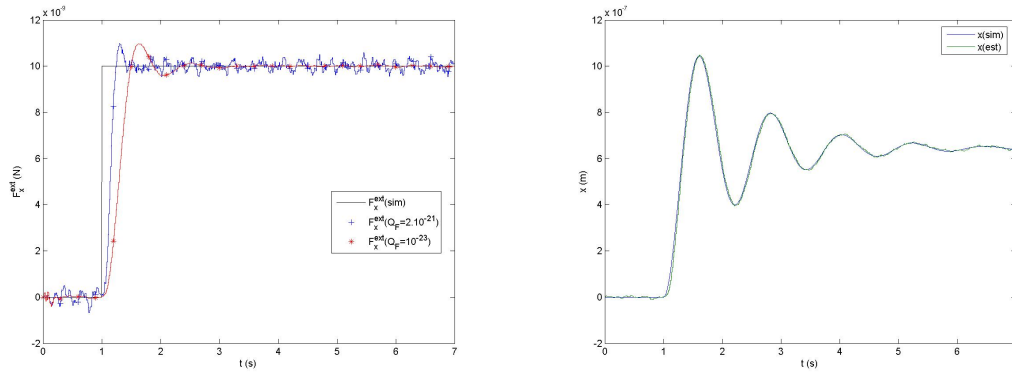 x 10^-9
12
10
8
6
4
2
0
-2
F_x^ext (N)
0 1 2 3 4 5 6 7
t (s)
F_x^ext(sim)
F_x^ext(Q_F=2.10^-21)
F_x^ext(Q_F=10^-23)
x 10^-7
12
10
8
6
4
2
0
-2
x (m)
0 1 2 3 4 5 6
t (s)
x(sim)
x(est)